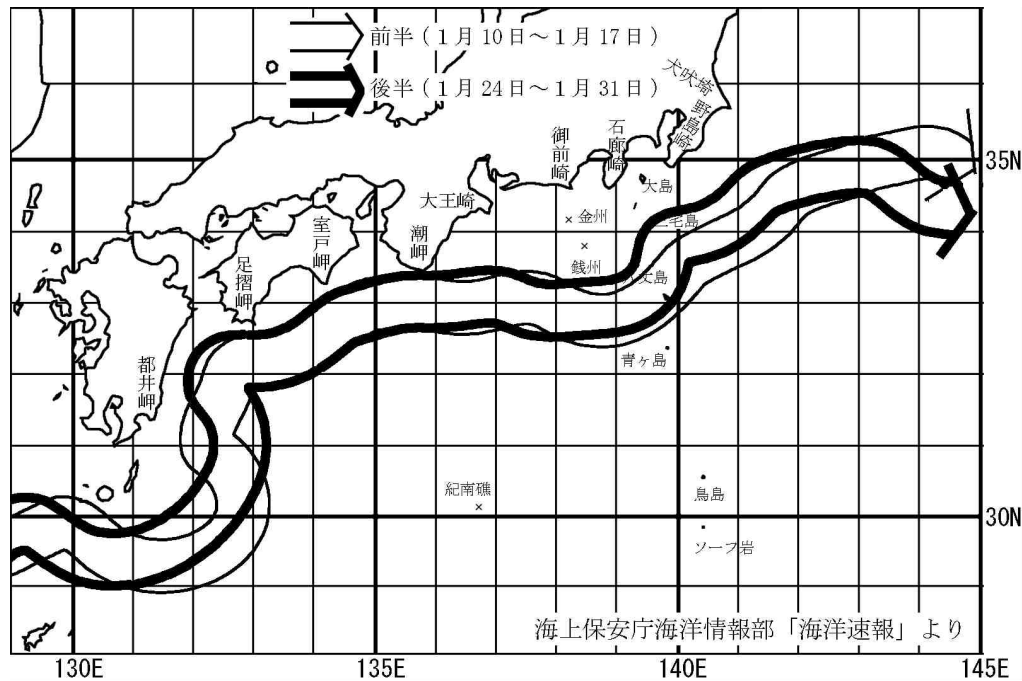 前半（1月10日～1月17日）
後半（1月24日～1月31日）
犬吠埼
野島崎
石廊崎
御前崎
大王崎
潮岬
室戸岬
足摺岬
都井岬
大島
金州
三宅島
銭州
八丈島
青ヶ島
紀南礁
鳥島
ソーフ岩
35N
30N
海上保安庁海洋情報部「海洋速報」より
130E
135E
140E
145E